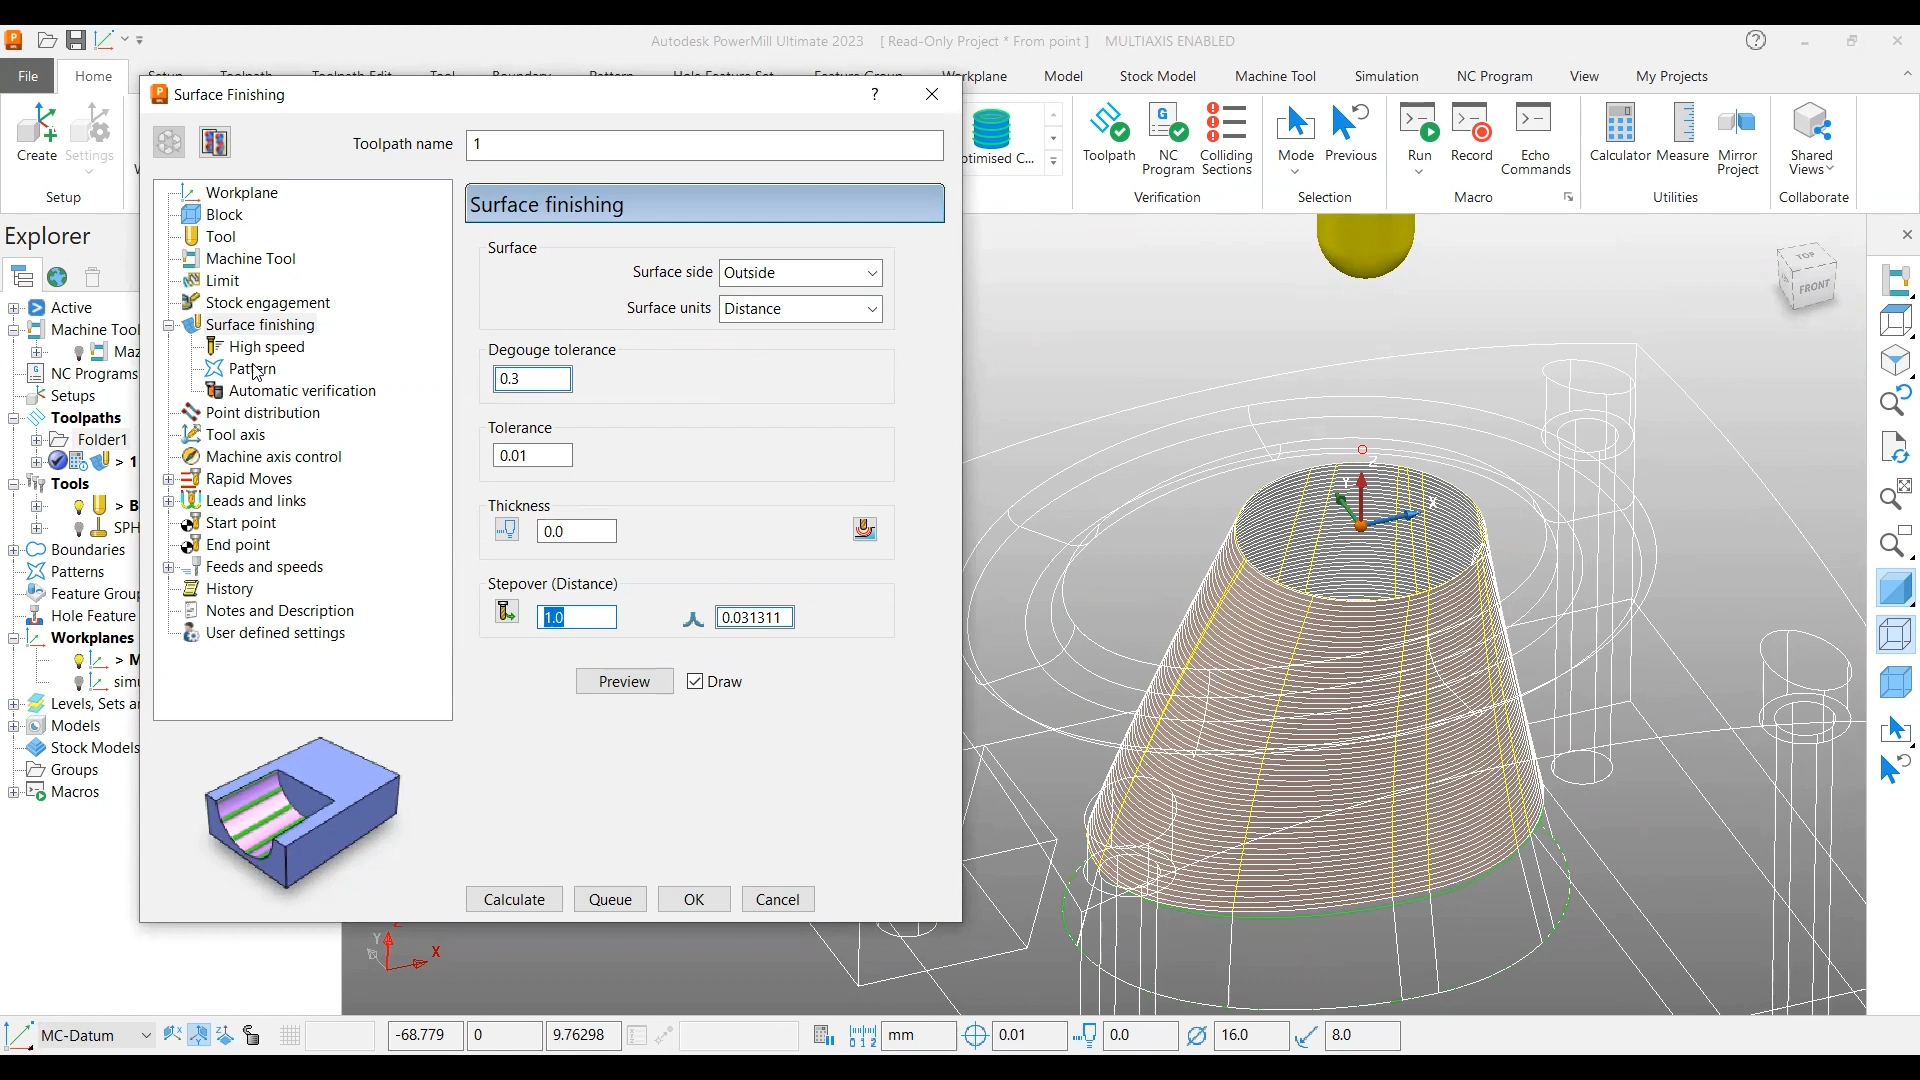 Autodesk PowerMill Ultimate 2023 [ Read-Only Project * From point ] MULTIAXIS ENABLED
File Home Workplane Model Stock Model Machine Tool Simulation NC Program View My Projects
Surface Finishing
Create Settings
Setup
Toolpath NC Program Colliding Sections
Verification
Mode Previous
Selection
Run Record Echo Commands
Macro
Calculator Measure Mirror Project
Utilities
Shared Views
Collaborate
Explorer
Active
Machine Tool
Maz
NC Programs
Setups
Toolpaths
Folder1
> 1
Tools
> B
SPH
Boundaries
Patterns
Feature Group
Hole Feature
Workplanes
> M
simu
Levels, Sets a
Models
Stock Models
Groups
Macros
Toolpath name 1
Workplane
Block
Tool
Machine Tool
Limit
Stock engagement
Surface finishing
High speed
Pattern
Automatic verification
Point distribution
Tool axis
Machine axis control
Rapid Moves
Leads and links
Start point
End point
Feeds and speeds
History
Notes and Description
User defined settings
Surface finishing
Surface
Surface side Outside
Surface units Distance
Degouge tolerance
0.3
Tolerance
0.01
Thickness
0.0
Stepover (Distance)
1.0 0.031311
Preview Draw
Calculate Queue OK Cancel
TOP
FRONT
Z
Y
X
Y
X
MC-Datum -68.779 0 9.76298 mm 0.01 0.0 16.0 8.0